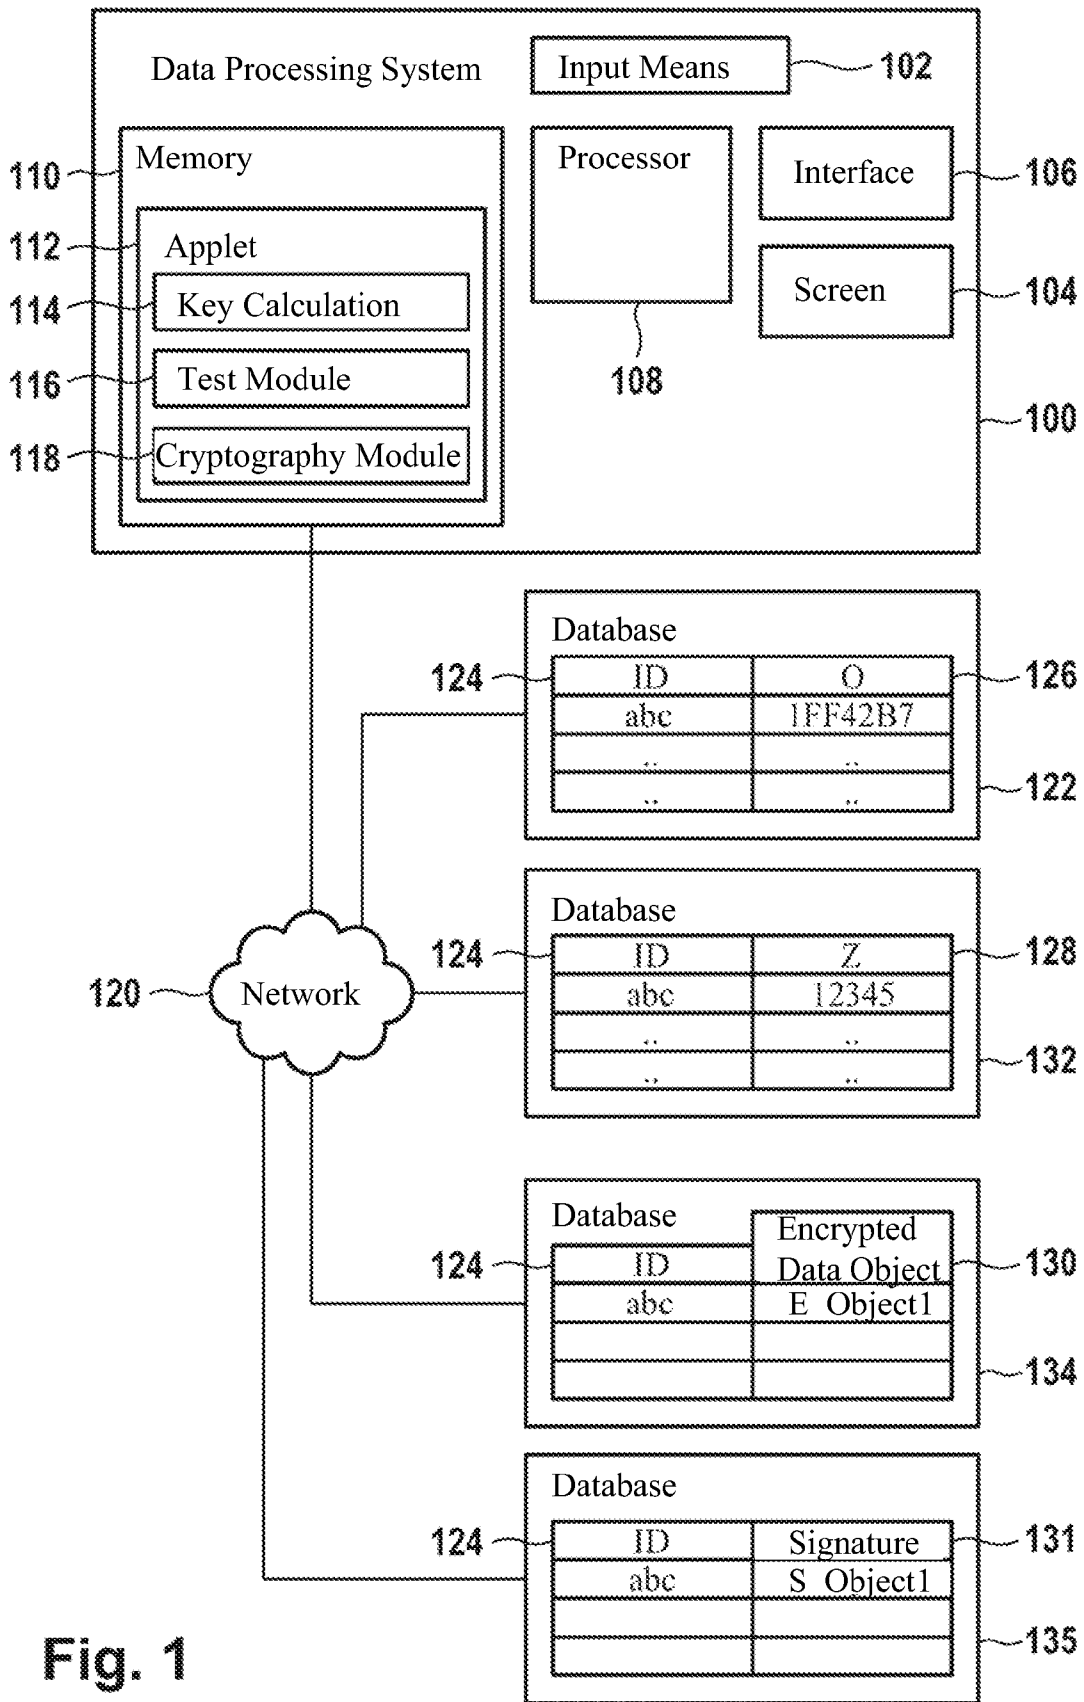 Data Processing System
Input Means
102
110
Memory
Processor
Interface
106
112
Applet
114
Key Calculation
Screen
104
116
Test Module
108
118
Cryptography Module
100
Database
124
ID
O
126
abc
1FF42B7
.. ..
122
.. ..
Database
124
ID
Z
128
120
Network
abc
12345
.. ..
132
.. ..
Database
Encrypted
124
ID
Data Object
130
abc
E_Object1
134
Database
124
ID
Signature
131
abc
S_Object1
135
Fig. 1